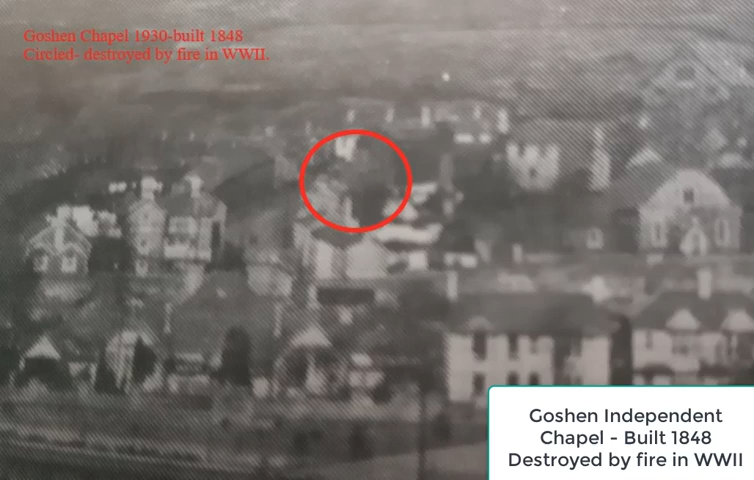 Goshen Chapel 1930-built 1848
Circled- destroyed by fire in WWII.
Goshen Independent
Chapel - Built 1848
Destroyed by fire in WWII